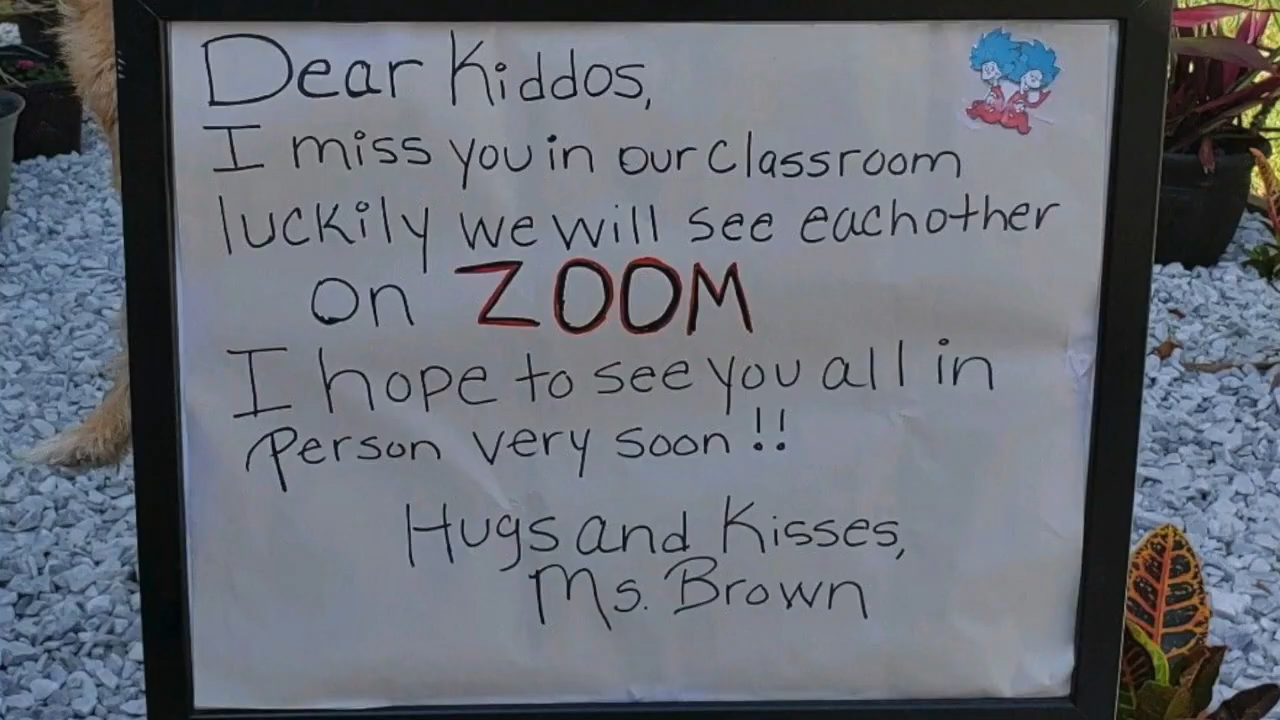 Dear Kiddos,
I miss you in our classroom
luckily we will see eachother
on ZOOM
I hope to see you all in
person very soon!!
Hugs and Kisses,
Ms. Brown